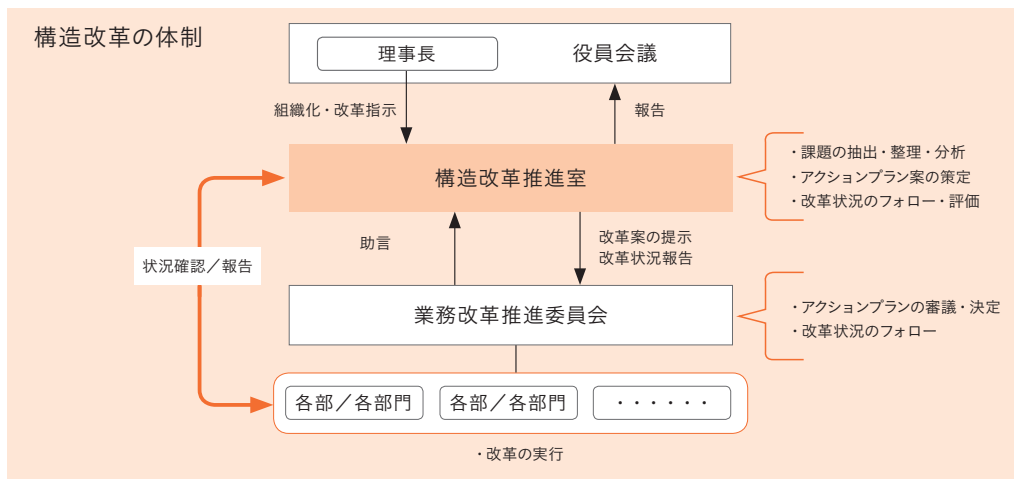 構造改革の体制
理事長
役員会議
組織化・改革指示
報告
構造改革推進室
・課題の抽出・整理・分析
・アクションプラン案の策定
・改革状況のフォロー・評価
助言
改革案の提示
改革状況報告
状況確認／報告
業務改革推進委員会
・アクションプランの審議・決定
・改革状況のフォロー
各部／各部門
各部／各部門
・・・・・・
・改革の実行